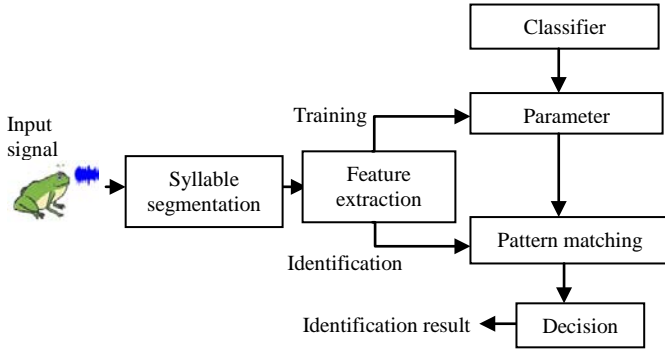 Classifier
Training
Parameter
Input
signal
Syllable
segmentation
Feature
extraction
Pattern matching
Identification
Identification result
Decision